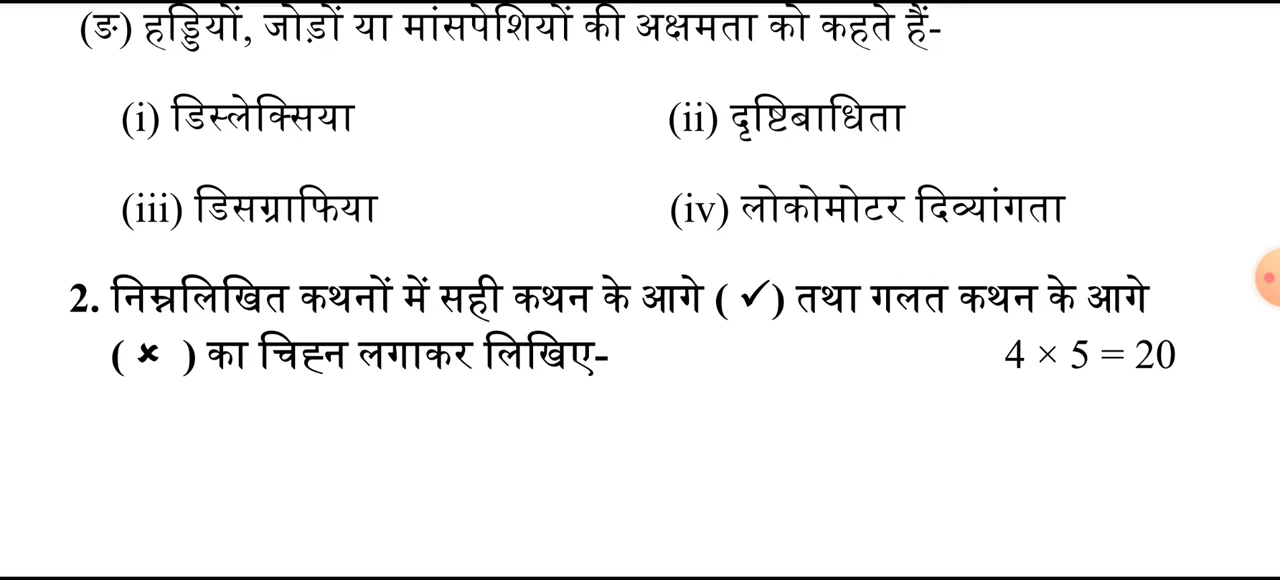 (ङ) हड्डियों, जोड़ों या मांसपेशियों की अक्षमता को कहते हैं-
(i) डिस्लेक्सिया (ii) दृष्टिबाधिता
(iii) डिसग्राफिया (iv) लोकोमोटर दिव्यांगता
2. निम्नलिखित कथनों में सही कथन के आगे ( ✓) तथा गलत कथन के आगे
( × ) का चिह्न लगाकर लिखिए- 4 × 5 = 20